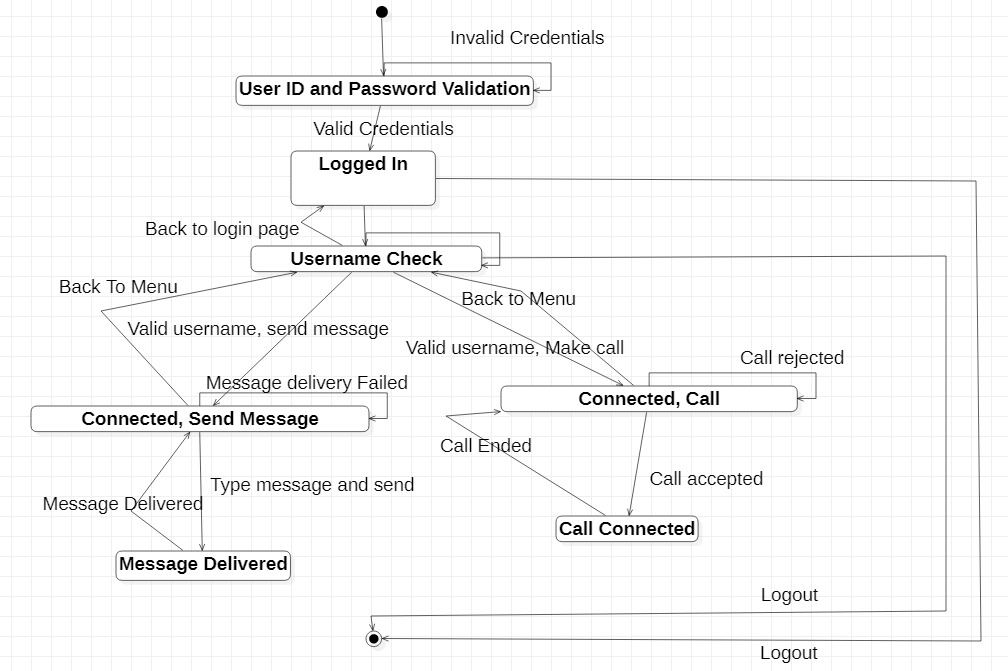 Invalid Credentials
User ID and Password Validation
Valid Credentials
Logged In
Back to login page
Username Check
Back To Menu
Back to Menu
Valid username, send message
Valid username, Make call
Call rejected
Message delivery Failed
Connected, Call
Connected, Send Message
Call Ended
Call accepted
Type message and send
Message Delivered
Call Connected
Message Delivered
Logout
Logout